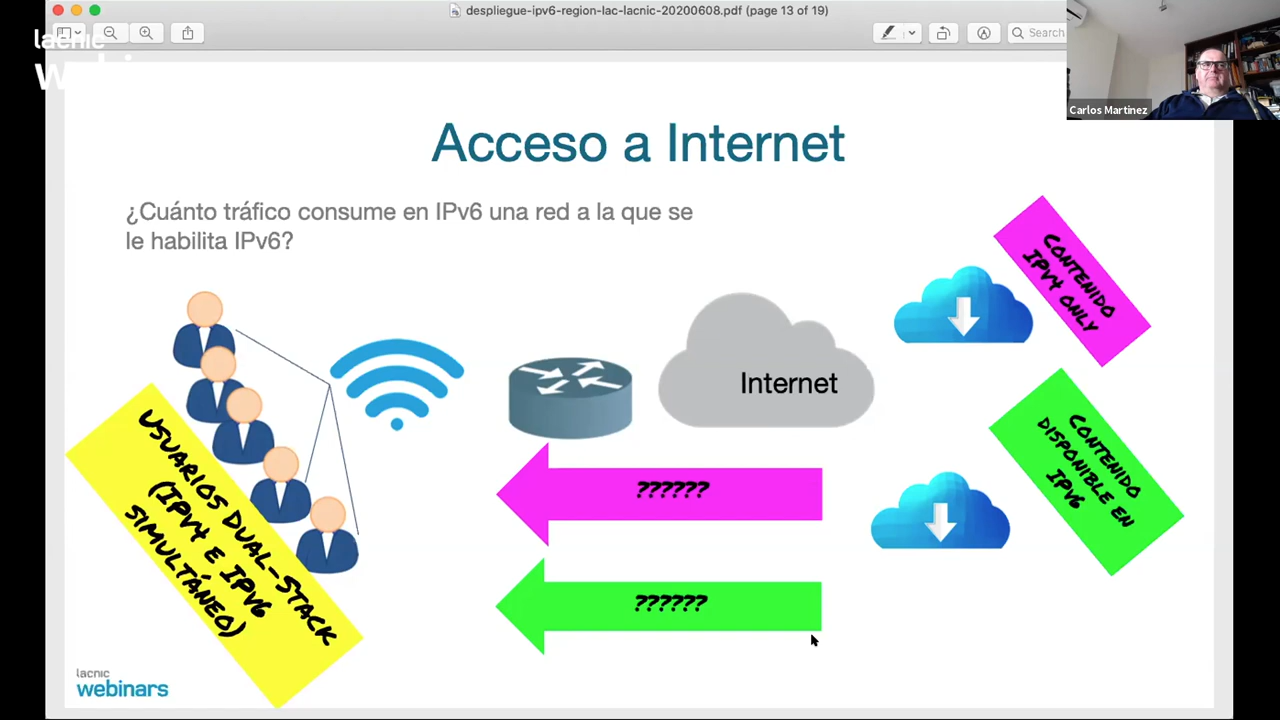 despliegue-ipv6-region-lac-lacnic-20200608.pdf (page 13 of 19)
Search
lacnic
Carlos Martinez
Acceso a Internet
¿Cuánto tráfico consume en IPv6 una red a la que se
le habilita IPv6?
CONTENIDO
IPV4 ONLY
Internet
CONTENIDO
DISPONIBLE EN
IPV6
USUARIOS DUAL-STACK
(IPV4 E IPV6
SIMULTÁNEO)
??????
??????
lacnic
webinars